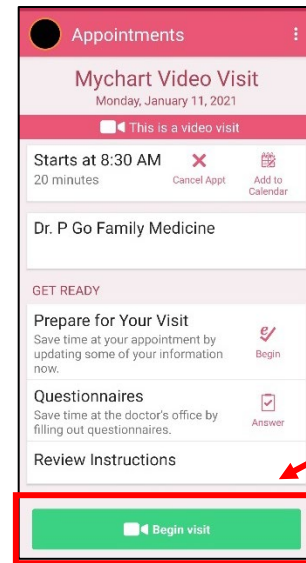 Appointments
Mychart Video Visit
Monday, January 11, 2021
This is a video visit
Starts at 8:30 AM
20 minutes
Cancel Appt
Add to
Calendar
Dr. P Go Family Medicine
GET READY
Prepare for Your Visit
Save time at your appointment by
updating some of your information
now.
Begin
Questionnaires
Save time at the doctor's office by
filling out questionnaires.
Answer
Review Instructions
Begin visit